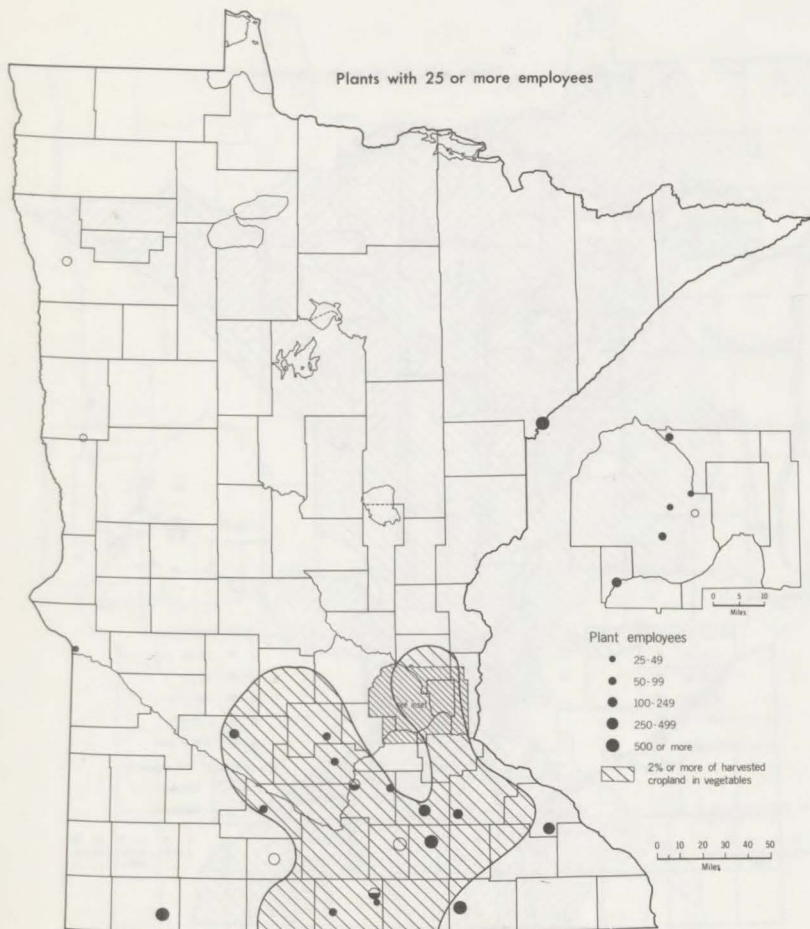 Plants with 25 or more employees
0 5 10
Miles
Plant employees
25-49
50-99
100-249
250-499
500 or more
2% or more of harvested
cropland in vegetables
see inset
0 10 20 30 40 50
Miles